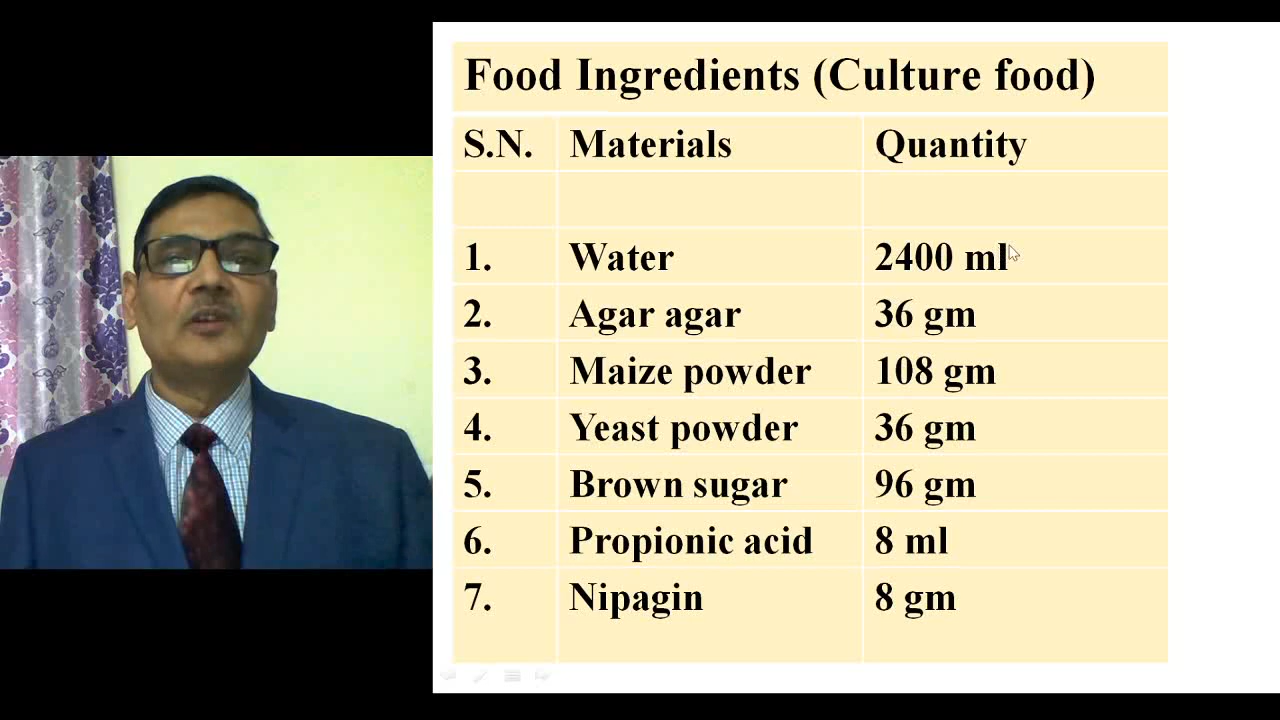 Food Ingredients (Culture food)
S.N. Materials Quantity
1. Water 2400 ml
2. Agar agar 36 gm
3. Maize powder 108 gm
4. Yeast powder 36 gm
5. Brown sugar 96 gm
6. Propionic acid 8 ml
7. Nipagin 8 gm